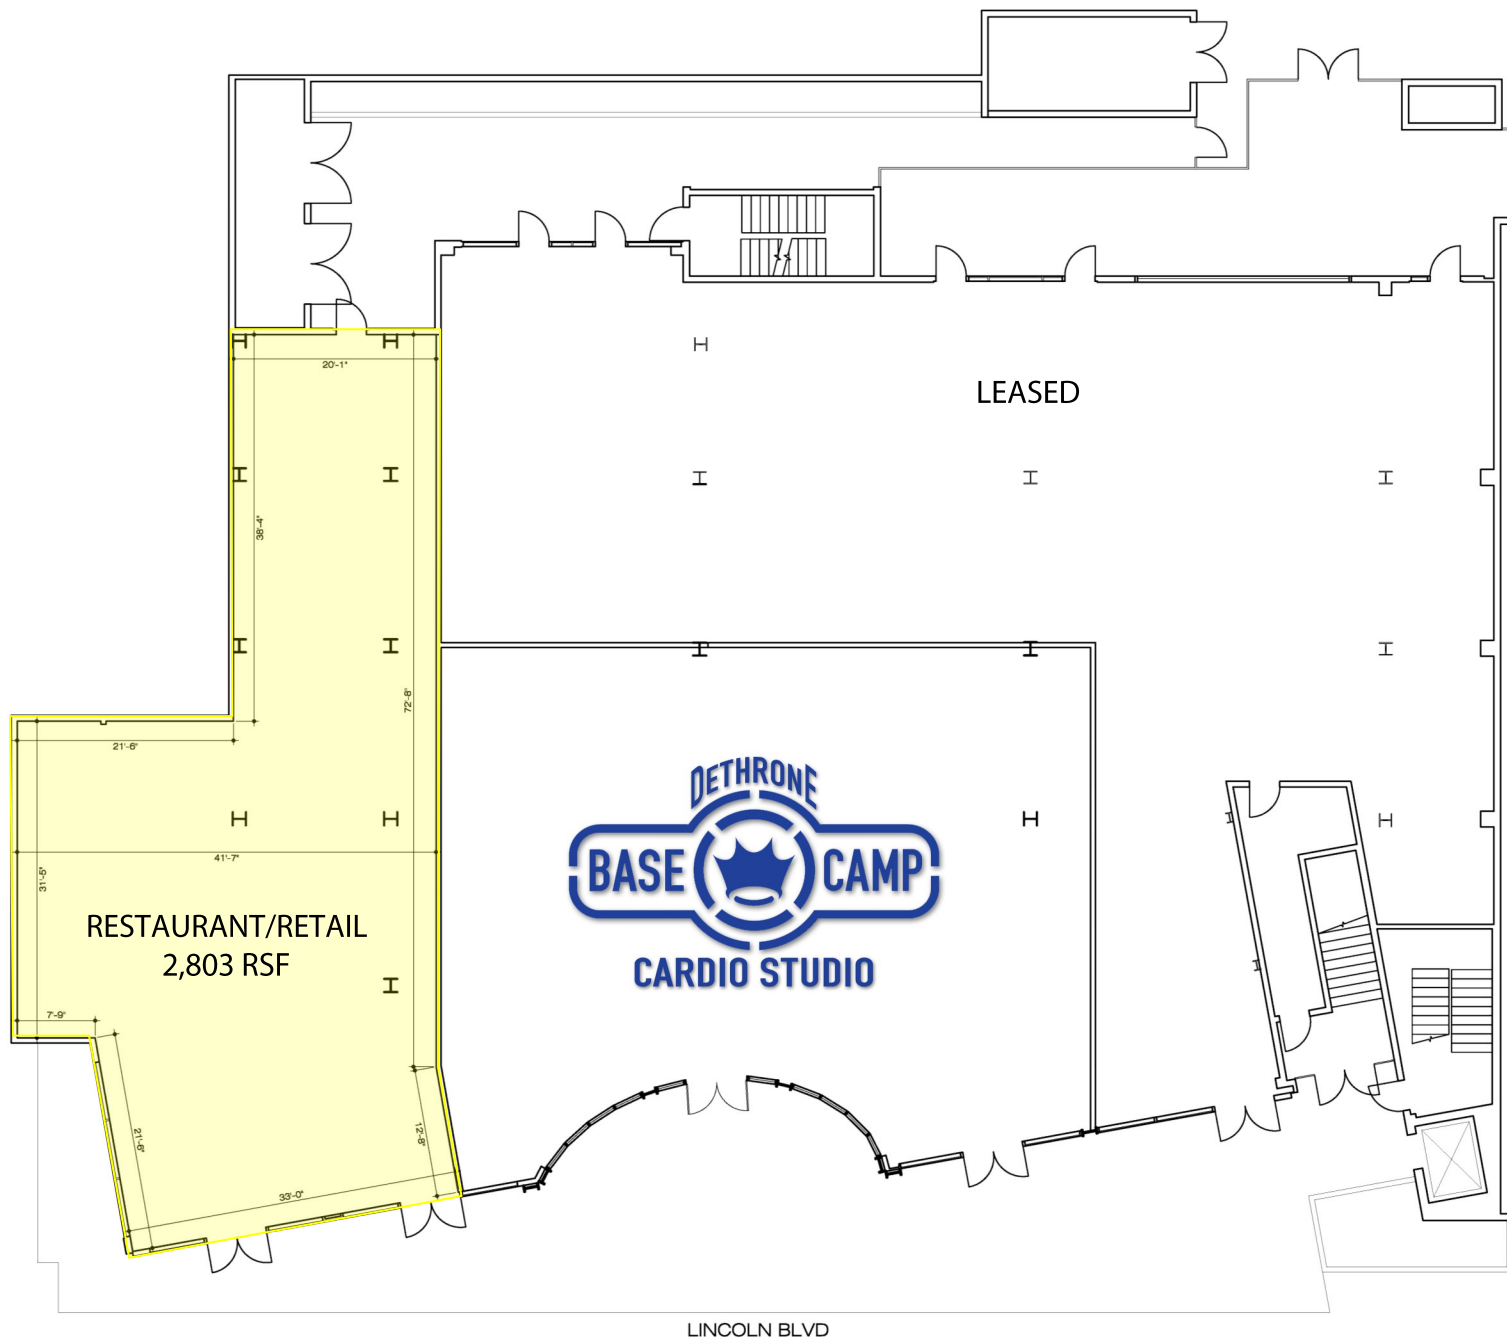 20'-1"
LEASED
38'-4"
72'-8"
21'-6"
41'-7"
31'-5"
RESTAURANT/RETAIL
2,803 RSF
DETHRONE
BASE CAMP
CARDIO STUDIO
7'-9"
21'-6"
12'-8"
33'-0"
LINCOLN BLVD